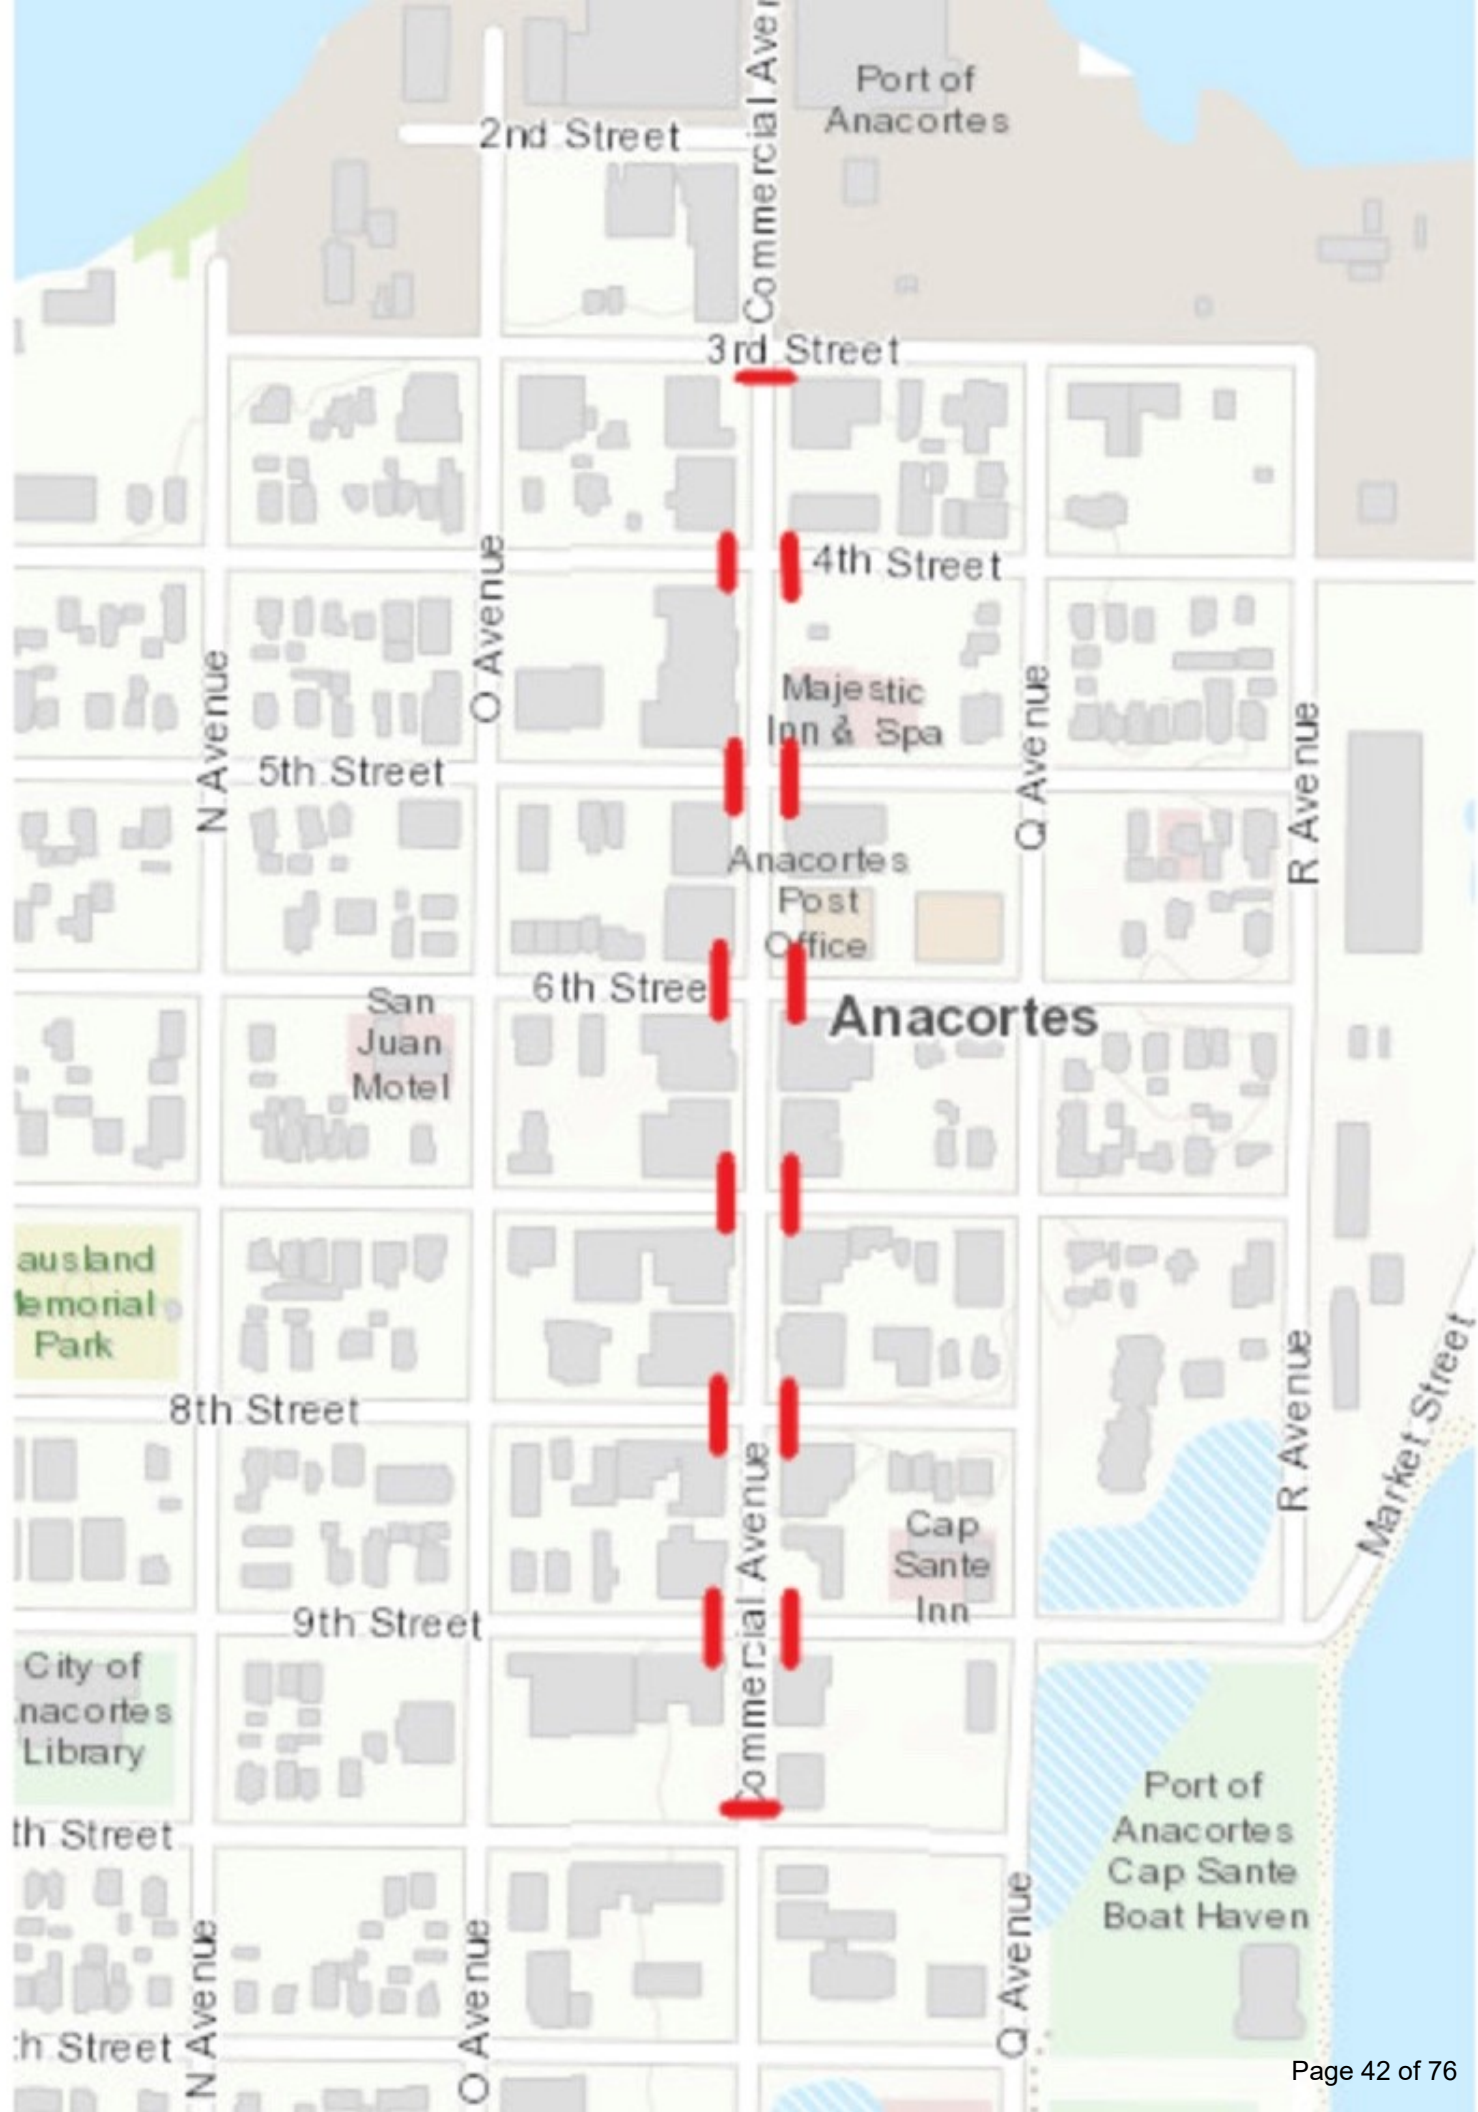 Commercial Aven
Port of
Anacortes
2nd Street
3rd Street
4th Street
O Avenue
N Avenue
Majestic
Inn & Spa
Q Avenue
R Avenue
5th Street
Anacortes
Post
Office
6th Stree
San
Juan
Motel
Anacortes
ausland
Memorial
Park
8th Street
R Avenue
Market Street
Commercial Avenue
Cap
Sante
Inn
9th Street
City of
nacortes
Library
Port of
Anacortes
Cap Sante
Boat Haven
th Street
N Avenue
O Avenue
Q Avenue
th Street
Page 42 of 76